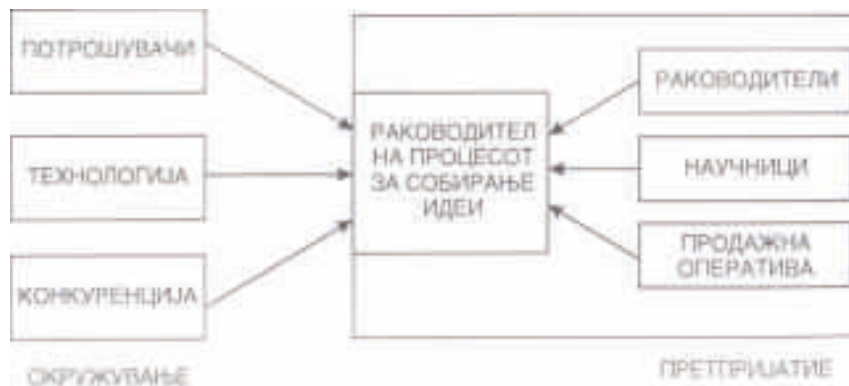 ПОТРОШУВАЧИ
ТЕХНОЛОГИЈА
КОНКУРЕНЦИЈА
ОКРУЖУВАЊЕ
РАКОВОДИТЕЛ
НА ПРОЦЕСОТ
ЗА СОБИРАЊЕ
ИДЕИ
РАКОВОДИТЕЛИ
НАУЧНИЦИ
ПРОДАЖНА
ОПЕРАТИВА
ПРЕТПРИЈАТИЕ